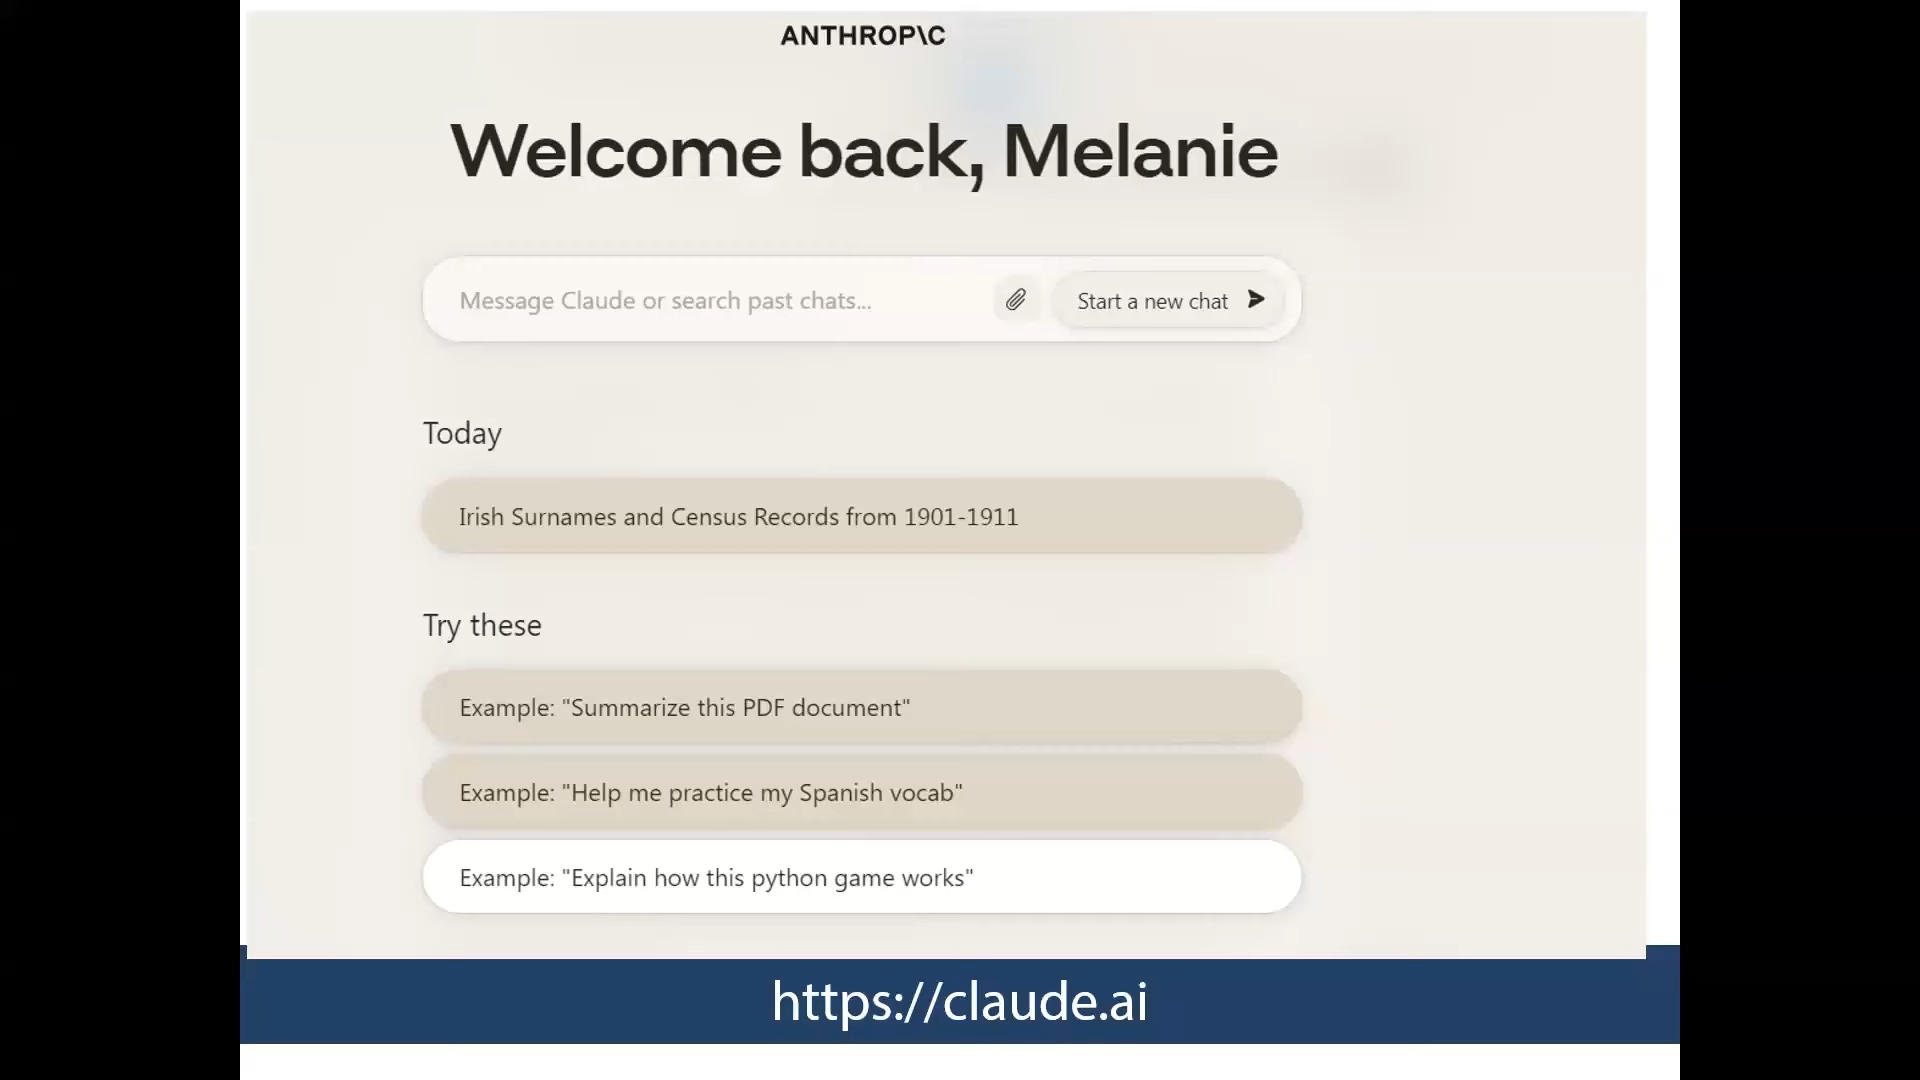 ANTHROP\C
Welcome back, Melanie
Message Claude or search past chats...
Start a new chat
Today
Irish Surnames and Census Records from 1901-1911
Try these
Example: "Summarize this PDF document"
Example: "Help me practice my Spanish vocab"
Example: "Explain how this python game works"
https://claude.ai